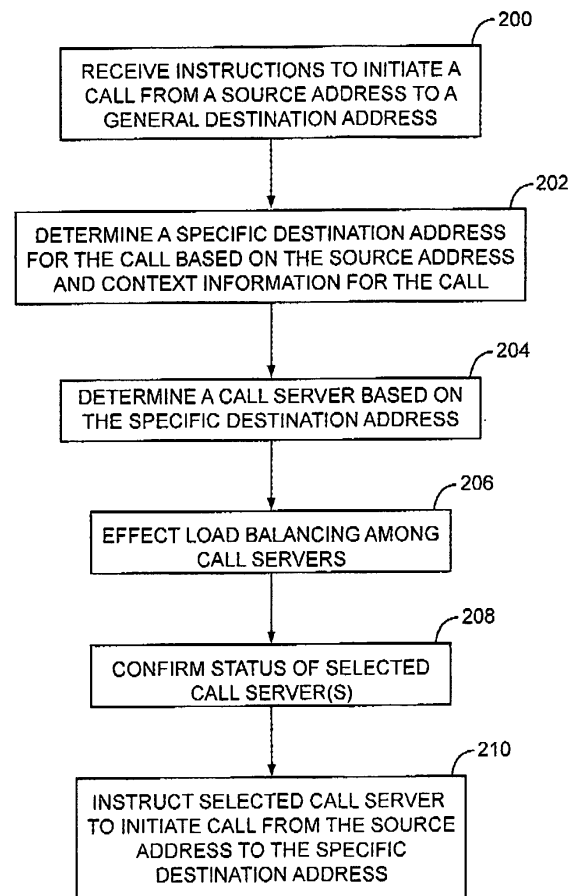 200
RECEIVE INSTRUCTIONS TO INITIATE A
CALL FROM A SOURCE ADDRESS TO A
GENERAL DESTINATION ADDRESS
202
DETERMINE A SPECIFIC DESTINATION ADDRESS
FOR THE CALL BASED ON THE SOURCE ADDRESS
AND CONTEXT INFORMATION FOR THE CALL
204
DETERMINE A CALL SERVER BASED ON
THE SPECIFIC DESTINATION ADDRESS
206
EFFECT LOAD BALANCING AMONG
CALL SERVERS
208
CONFIRM STATUS OF SELECTED
CALL SERVER(S)
210
INSTRUCT SELECTED CALL SERVER
TO INITIATE CALL FROM THE SOURCE
ADDRESS TO THE SPECIFIC
DESTINATION ADDRESS